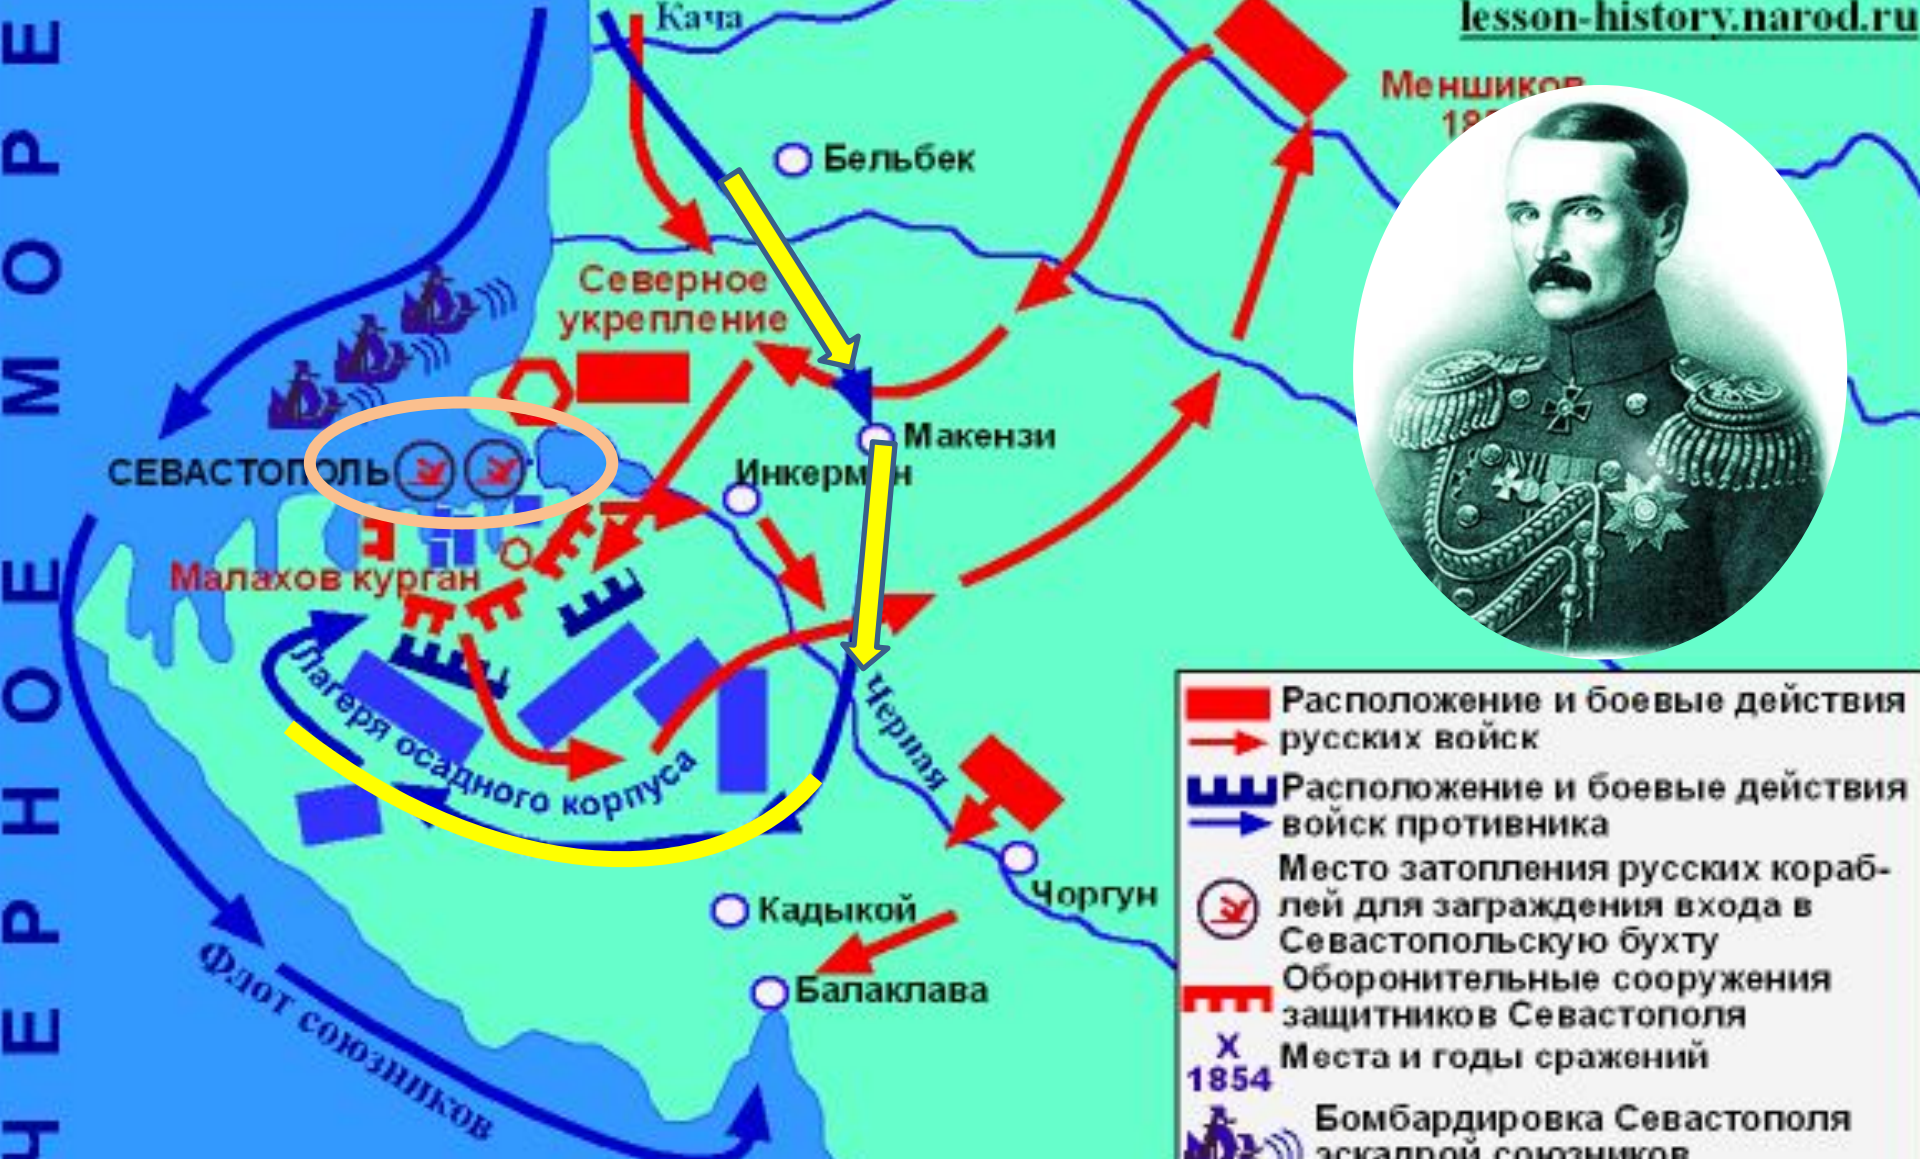 lesson-history.narod.ru
Кача
Меншиков
Бельбек
Северное
укрепление
Макензи
Инкерман
СЕВАСТОПОЛЬ
Малахов курган
Лагеря осадного корпуса
Черная
Чоргун
Кадыкой
Балаклава
Флот союзников
ЧЕРНОЕ МОРЕ
Расположение и боевые действия
русских войск
Расположение и боевые действия
войск противника
Место затопления русских кораб-
лей для заграждения входа в
Севастопольскую бухту
Оборонительные сооружения
защитников Севастополя
X
1854
Места и годы сражений
Бомбардировка Севастополя
эскадрой союзников